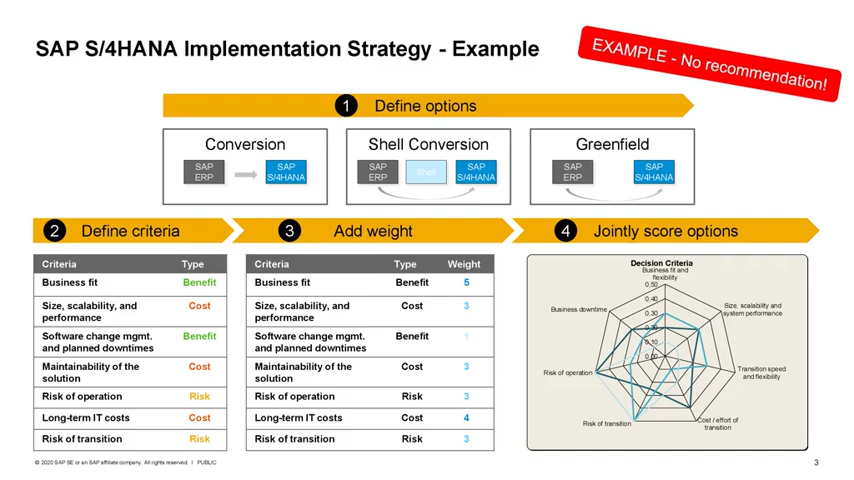 SAP S/4HANA Implementation Strategy - Example
EXAMPLE - No recommendation!
1 Define options
Conversion
SAP
ERP
SAP
S/4HANA
Shell Conversion
SAP
ERP
Shell
SAP
S/4HANA
Greenfield
SAP
ERP
SAP
S/4HANA
2 Define criteria
3 Add weight
4 Jointly score options
Criteria Type
Business fit Benefit
Size, scalability, and Cost
performance
Software change mgmt. Benefit
and planned downtimes
Maintainability of the Cost
solution
Risk of operation Risk
Long-term IT costs Cost
Risk of transition Risk
Criteria Type Weight
Business fit Benefit 5
Size, scalability, and Cost 3
performance
Software change mgmt. Benefit 1
and planned downtimes
Maintainability of the Cost 3
solution
Risk of operation Risk 3
Long-term IT costs Cost 4
Risk of transition Risk 3
Decision Criteria
Business fit and
flexibility
0.50
0.40
0.30
0.20
0.10
0.00
Size, scalability and
system performance
Transition speed
and flexibility
Cost / effort of
transition
Risk of transition
Risk of operation
Business downtime
© 2020 SAP SE or an SAP affiliate company. All rights reserved. I PUBLIC
3